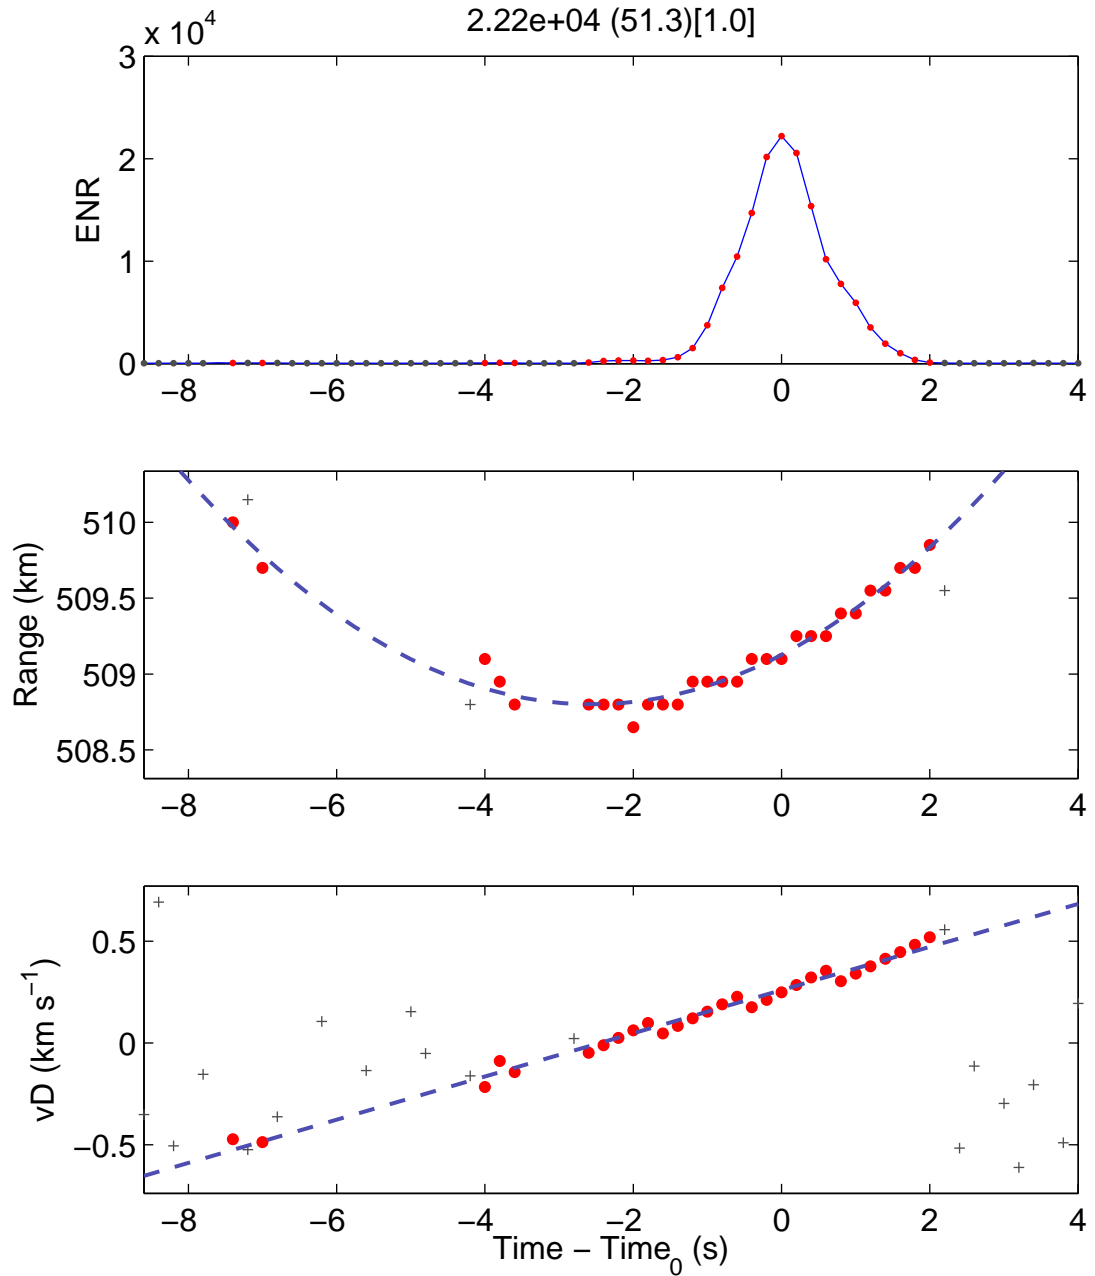 2.22e+04 (51.3)[1.0]
x 10^4
3
2
1
0
ENR
−8 −6 −4 −2 0 2 4
510
509.5
509
508.5
Range (km)
−8 −6 −4 −2 0 2 4
0.5
0
−0.5
vD (km s^−1)
−8 −6 −4 −2 0 2 4
Time − Time_0 (s)